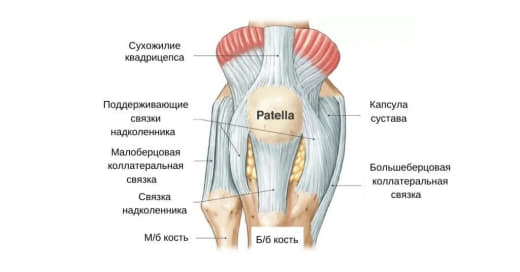 Сухожилие
квадрицепса
Поддерживающие
связки
надколенника
Малоберцовая
коллатеральная
связка
Связка
надколенника
М/б кость
Patella
Б/б кость
Капсула
сустава
Большеберцовая
коллатеральная
связка